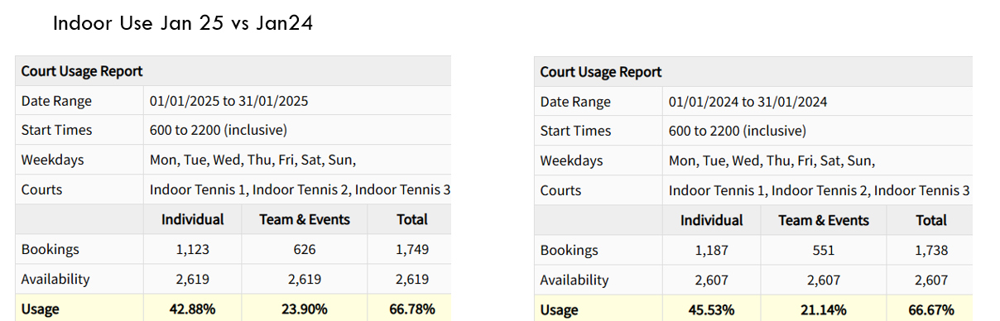 Indoor Use Jan 25 vs Jan24
Court Usage Report
Date Range 01/01/2025 to 31/01/2025
Start Times 600 to 2200 (inclusive)
Weekdays Mon, Tue, Wed, Thu, Fri, Sat, Sun,
Courts Indoor Tennis 1, Indoor Tennis 2, Indoor Tennis 3
Individual Team & Events Total
Bookings 1,123 626 1,749
Availability 2,619 2,619 2,619
Usage 42.88% 23.90% 66.78%
Court Usage Report
Date Range 01/01/2024 to 31/01/2024
Start Times 600 to 2200 (inclusive)
Weekdays Mon, Tue, Wed, Thu, Fri, Sat, Sun,
Courts Indoor Tennis 1, Indoor Tennis 2, Indoor Tennis 3
Individual Team & Events Total
Bookings 1,187 551 1,738
Availability 2,607 2,607 2,607
Usage 45.53% 21.14% 66.67%